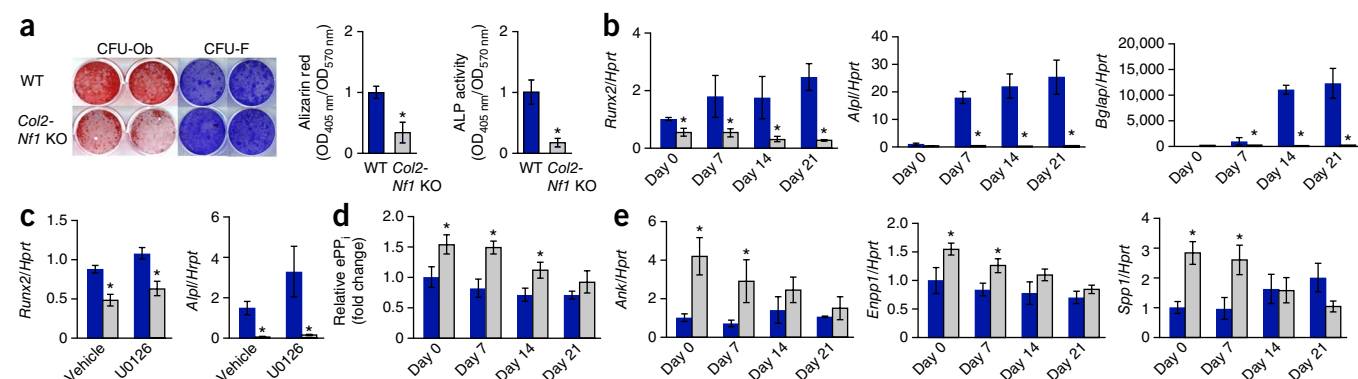 a
CFU-Ob CFU-F
WT
Col2-
Nf1 KO
Alizarin red
(OD405 nm/OD570 nm)
2
1
0
*
WT Col2-
Nf1 KO
ALP activity
(OD405 nm/OD570 nm)
2
1
0
*
WT Col2-
Nf1 KO
b
Runx2/Hprt
4
2
0
* * * *
Day 0 Day 7 Day 14 Day 21
Alpl/Hprt
40
30
20
10
0
* * *
Day 0 Day 7 Day 14 Day 21
Bglap/Hprt
20,000
15,000
10,000
5,000
0
* * *
Day 0 Day 7 Day 14 Day 21
c
Runx2/Hprt
1.5
1.0
0.5
0
* *
Vehicle U0126
Alpl/Hrpt
6
4
2
0
* *
Vehicle U0126
d
Relative ePPi
(fold change)
2.0
1.5
1.0
0.5
0
* * *
Day 0 Day 7 Day 14 Day 21
e
Ank/Hprt
6
4
2
0
* *
Day 0 Day 7 Day 14 Day 21
Enpp1/Hprt
2.0
1.5
1.0
0.5
0
* *
Day 0 Day 7 Day 14 Day 21
Spp1/Hprt
4
3
2
1
0
* *
Day 0 Day 7 Day 14 Day 21